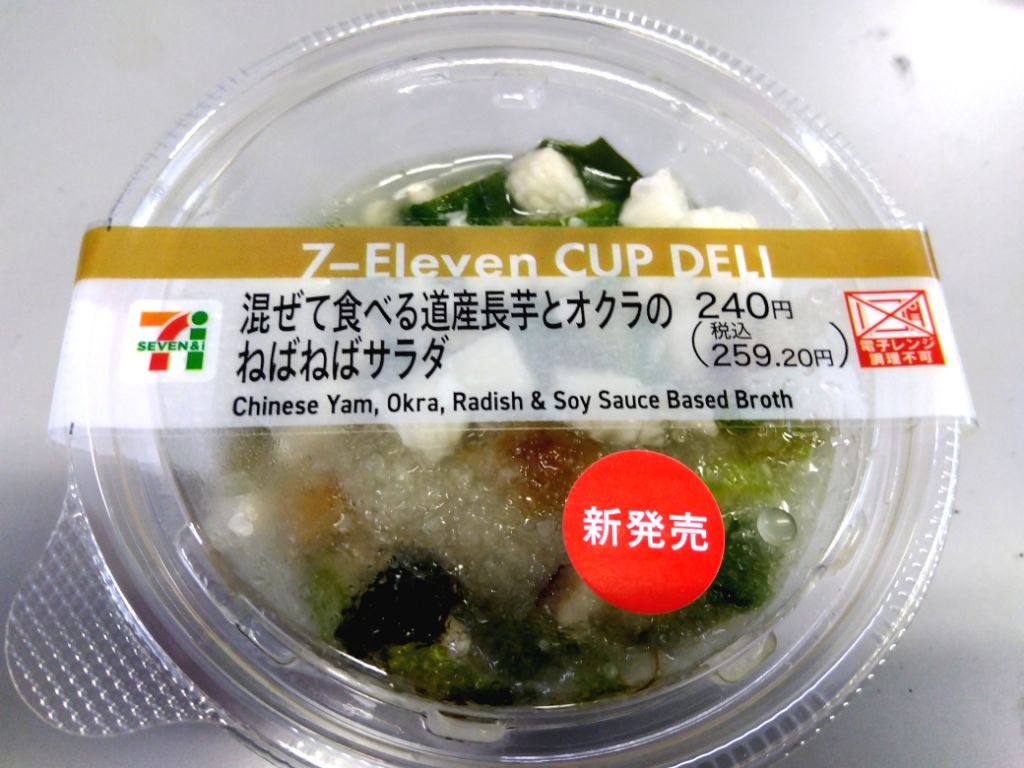 7-Eleven CUP DELI
SEVEN&i
混ぜて食べる道産長芋とオクラの
ねばねばサラダ
240円
(税込
259.20円)
電子レンジ
調理不可
Chinese Yam, Okra, Radish & Soy Sauce Based Broth
新発売